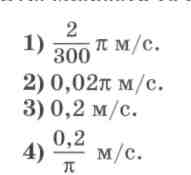 1) 2/300 π м/с.
2) 0,02π м/с.
3) 0,2 м/с.
4) 0,2/π м/с.